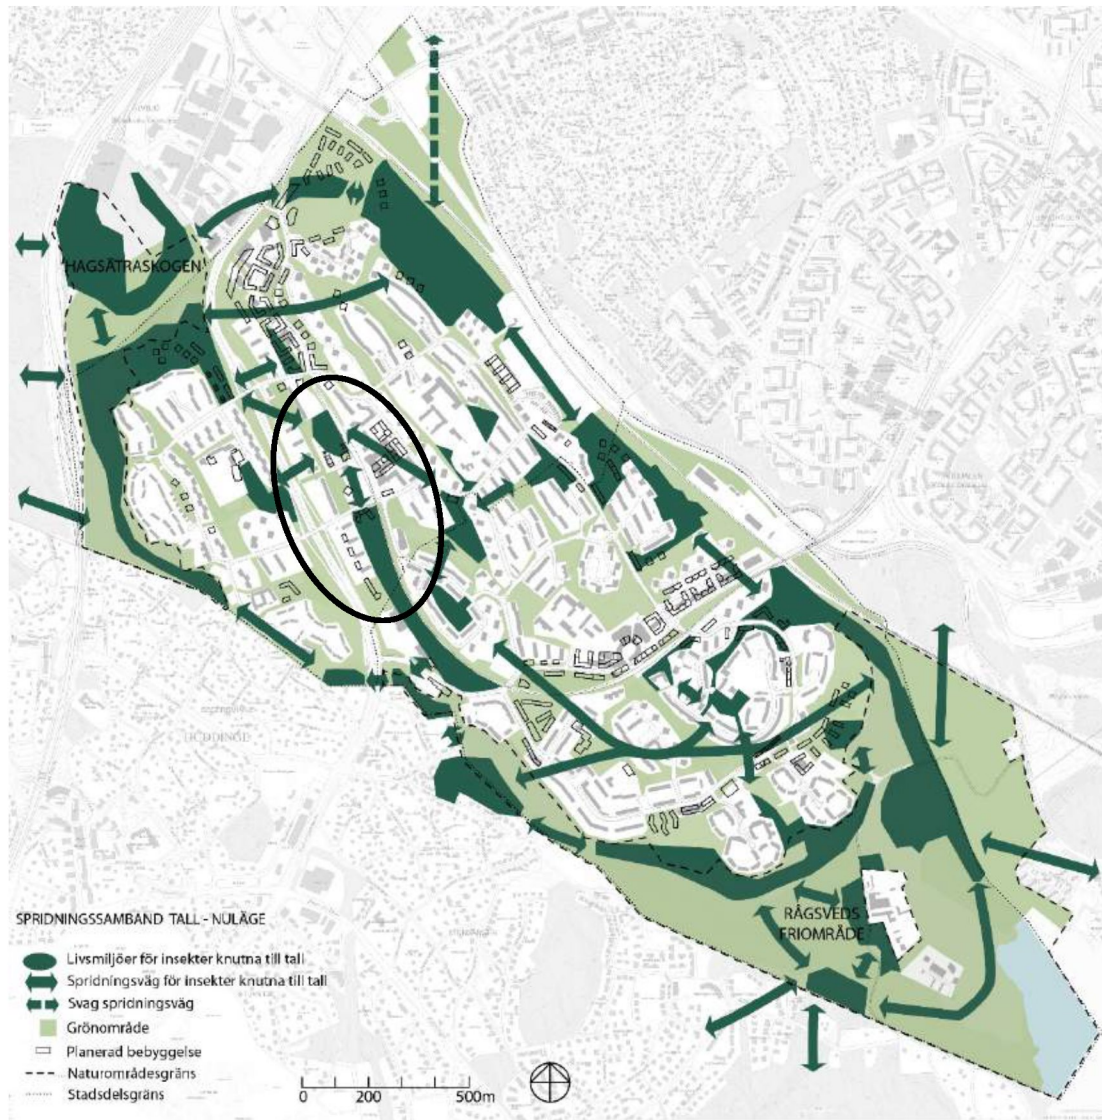 HAGSÄTRASKOGEN
HUDDINGE
SPRIDNINGSSAMBAND TALL - NULÄGE
Livsmiljöer för insekter knutna till tall
Spridningsväg för insekter knutna till tall
Svag spridningsväg
Grönområde
Planerad bebyggelse
Naturområdesgräns
Stadsdelsgräns
0 200 500m
RÅGSVEDS
FRIOMRÅDE